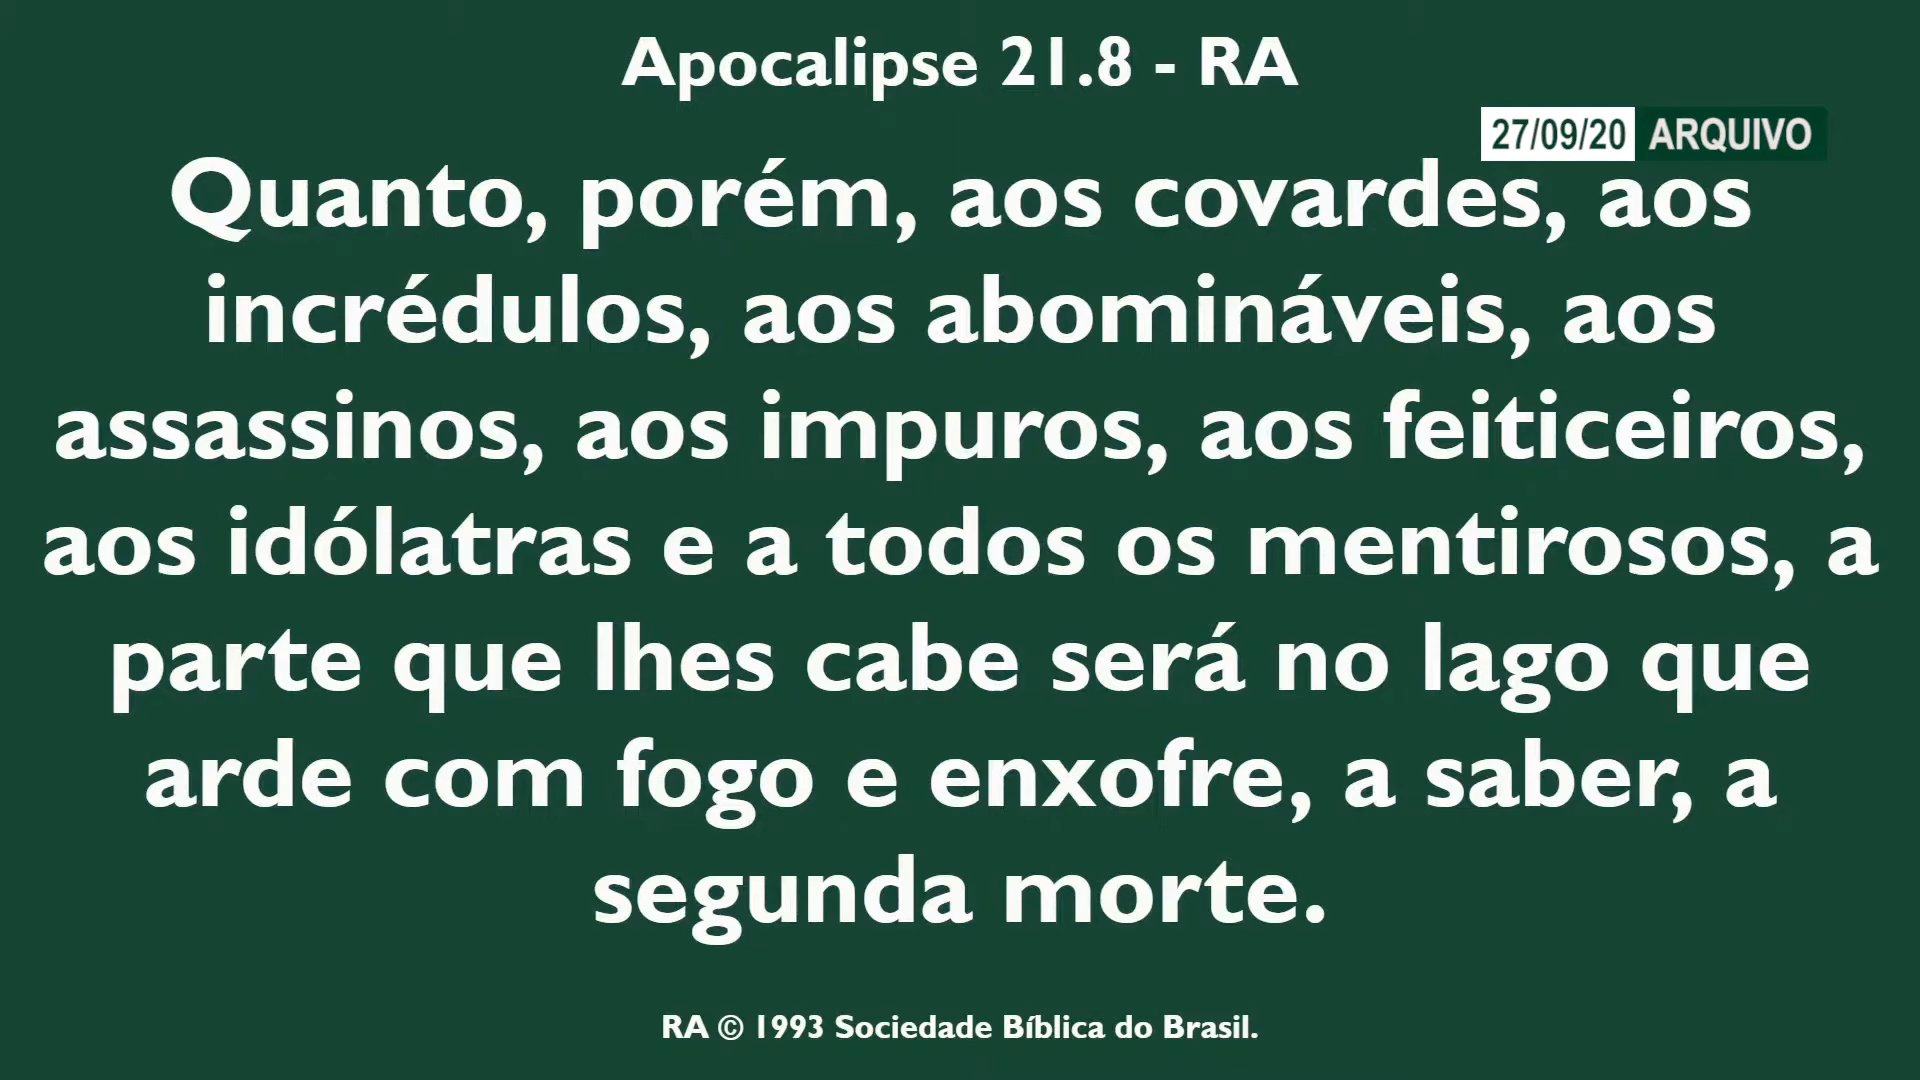 Apocalipse 21.8 - RA
27/09/20 ARQUIVO
Quanto, porém, aos covardes, aos
incrédulos, aos abomináveis, aos
assassinos, aos impuros, aos feiticeiros,
aos idólatras e a todos os mentirosos, a
parte que lhes cabe será no lago que
arde com fogo e enxofre, a saber, a
segunda morte.
RA © 1993 Sociedade Bíblica do Brasil.